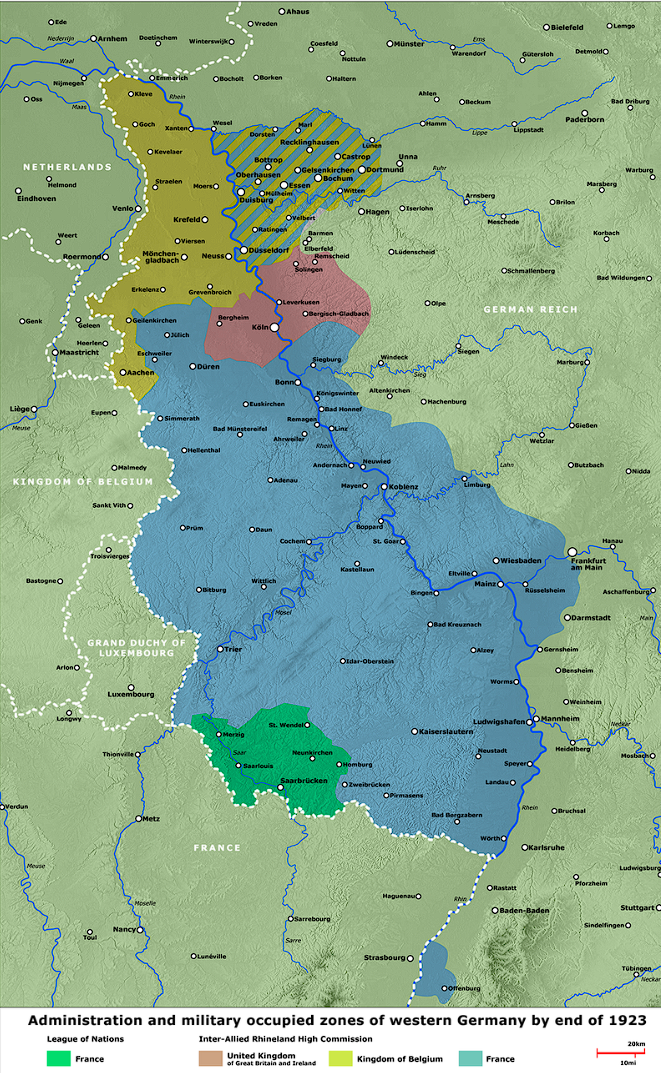 Ahaus
Ede
Vreden
Bielefeld
Lemgo
Nederrijn
Arnhem
Doetinchem
Winterswijk
Coesfeld
Münster
Ems
Nottuln
Warendorf
Gütersloh
Detmold
Waal
Nijmegen
Emmerich
Bocholt
Borken
Haltern
Rhein
Kleve
Oss
Maas
Ahlen
Beckum
Bad Driburg
Paderborn
Goch
Xanten
Wesel
Dorsten
Marl
Hamm
Lippe
Lippstadt
Recklinghausen
Lünen
Kevelaer
Bottrop
Castrop
Unna
NETHERLANDS
Oberhausen
Gelsenkirchen
Dortmund
Ruhr
Warburg
Helmond
Straelen
Moers
Essen
Bochum
Marsberg
Eindhoven
Duisburg
Mülheim
Witten
Arnsberg
Brilon
Venlo
Krefeld
Velbert
Hagen
Iserlohn
Meschede
Weert
Viersen
Ratingen
Barmen
Elberfeld
Korbach
Roermond
Mönchen-
gladbach
Neuss
Düsseldorf
Remscheid
Solingen
Lüdenscheid
Schmallenberg
Bad Wildungen
Erkelenz
Grevenbroich
Leverkusen
Olpe
GERMAN REICH
Genk
Geleen
Geilenkirchen
Bergheim
Köln
Bergisch-Gladbach
Heerlen
Jülich
Maastricht
Eschweiler
Siegen
Aachen
Düren
Siegburg
Windeck
Sieg
Marburg
Bonn
Liège
Meuse
Eupen
Simmerath
Euskirchen
Königswinter
Altenkirchen
Hachenburg
Bad Honnef
Bad Münstereifel
Remagen
Linz
Ahrweiler
Gießen
Wetzlar
Hellenthal
Rhein
Malmedy
Andernach
Neuwied
Lahn
Butzbach
Nidda
KINGDOM OF BELGIUM
Adenau
Mayen
Koblenz
Limburg
Sankt Vith
Prüm
Daun
Boppard
Cochem
St. Goar
Troisvierges
Hanau
Bastogne
Kastellaun
Wiesbaden
Frankfurt
am Main
Bitburg
Wittlich
Eltville
Mainz
Rüsselsheim
Aschaffenburg
Bingen
Mosel
Darmstadt
Main
Bad Kreuznach
GRAND DUCHY OF
LUXEMBOURG
Trier
Alzey
Gernsheim
Arlon
Idar-Oberstein
Bensheim
Luxembourg
Worms
Weinheim
Longwy
St. Wendel
Ludwigshafen
Mannheim
Neckar
Merzig
Kaiserslautern
Heidelberg
Thionville
Saar
Neunkirchen
Neustadt
Mosbach
Saarlouis
Homburg
Speyer
Saarbrücken
Zweibrücken
Landau
Verdun
Pirmasens
Rhein
Metz
Bad Bergzabern
Bruchsal
Wörth
FRANCE
Karlsruhe
Meuse
Ludwigsburg
Pforzheim
Rastatt
Moselle
Haguenau
Rhin
Stuttgart
Baden-Baden
Sarrebourg
Sindelfingen
Toul
Nancy
Sarre
Lunéville
Strasbourg
Tübingen
Neckar
Offenburg
Administration and military occupied zones of western Germany by end of 1923
League of Nations
Inter-Allied Rhineland High Commission
France
United Kingdom
of Great Britain and Ireland
Kingdom of Belgium
France
20km
10mi